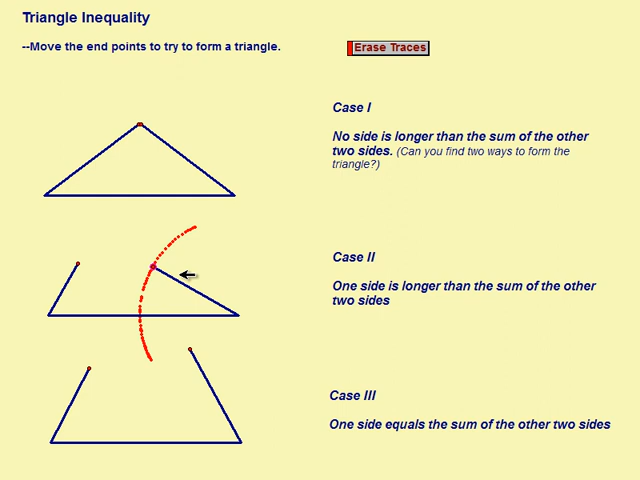 Triangle Inequality
--Move the end points to try to form a triangle.
Erase Traces
Case I
No side is longer than the sum of the other
two sides. (Can you find two ways to form the
triangle?)
Case II
One side is longer than the sum of the other
two sides
Case III
One side equals the sum of the other two sides